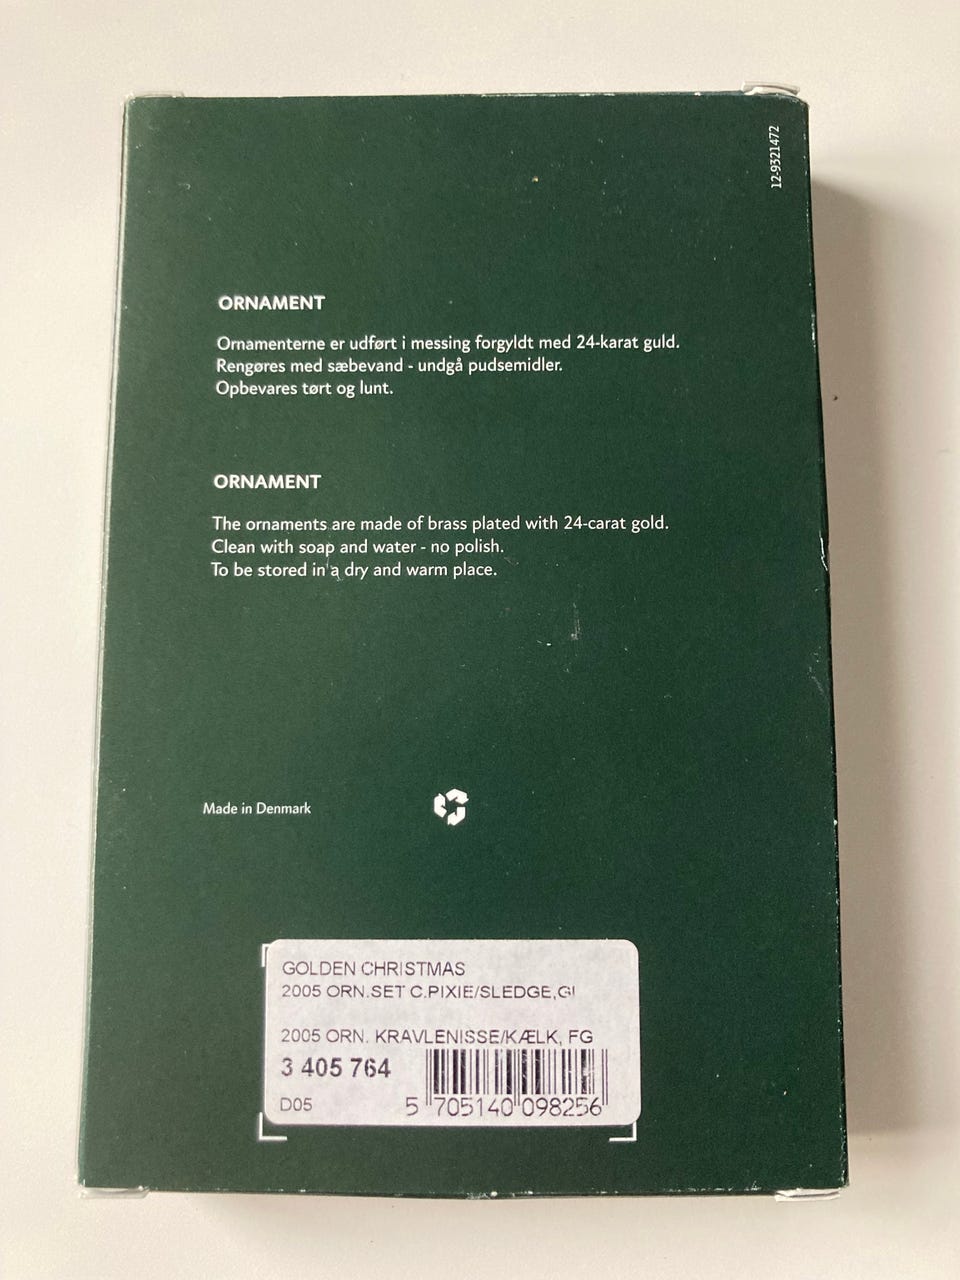 12-9321472
ORNAMENT
Ornamenterne er udført i messing forgyldt med 24-karat guld.
Rengøres med sæbevand - undgå pudsemidler.
Opbevares tørt og lunt.
ORNAMENT
The ornaments are made of brass plated with 24-carat gold.
Clean with soap and water - no polish.
To be stored in a dry and warm place.
Made in Denmark
GOLDEN CHRISTMAS
2005 ORN.SET C.PIXIE/SLEDGE,
2005 ORN. KRAVLENISSE/KÆLK, FG
3 405 764
D05
5 705140 098256